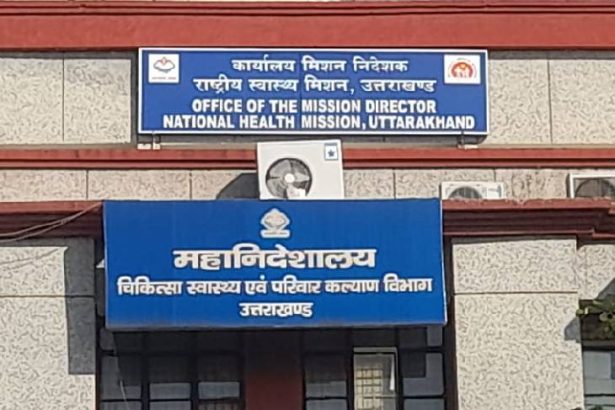 कार्यालय मिशन निदेशक
राष्ट्रीय स्वास्थ्य मिशन, उत्तराखण्ड
OFFICE OF THE MISSION DIRECTOR
NATIONAL HEALTH MISSION, UTTARAKHAND
महानिदेशालय
चिकित्सा स्वास्थ्य एवं परिवार कल्याण विभाग
उत्तराखण्ड